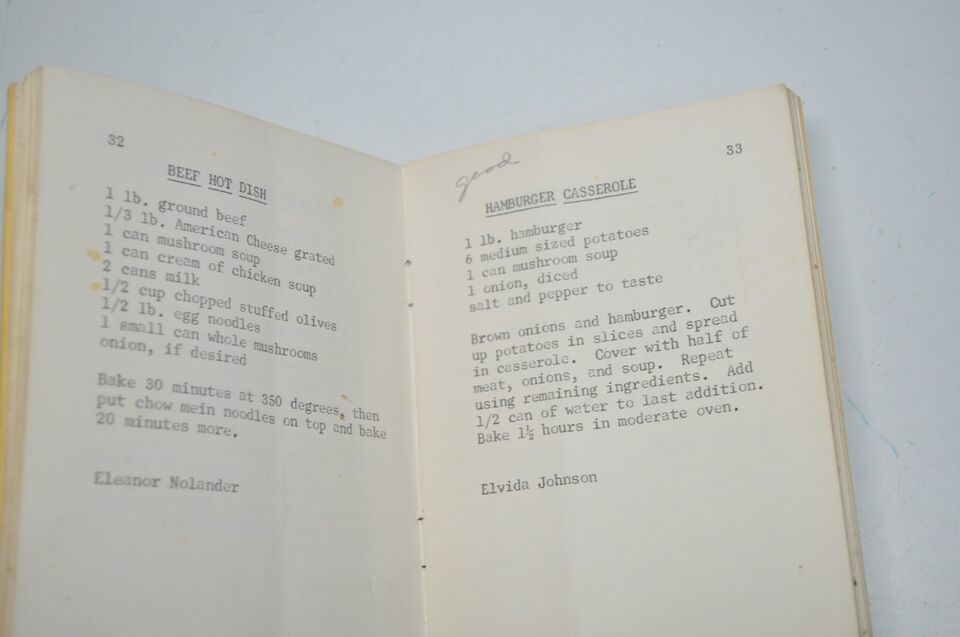 32
BEEF HOT DISH
1 lb. ground beef
1/3 lb. American Cheese grated
1 can mushroom soup
1 can cream of chicken soup
2 cans milk
1/2 cup chopped stuffed olives
1/2 lb. egg noodles
1 small can whole mushrooms
onion, if desired
Bake 30 minutes at 350 degrees, then
put chow mein noodles on top and bake
20 minutes more.
Eleanor Nolander
33
good
HAMBURGER CASSEROLE
1 lb. hamburger
6 medium sized potatoes
1 can mushroom soup
1 onion, diced
salt and pepper to taste
Brown onions and hamburger. Cut
up potatoes in slices and spread
in casserole. Cover with half of
meat, onions, and soup. Repeat
using remaining ingredients. Add
1/2 can of water to last addition.
Bake 1½ hours in moderate oven.
Elvida Johnson